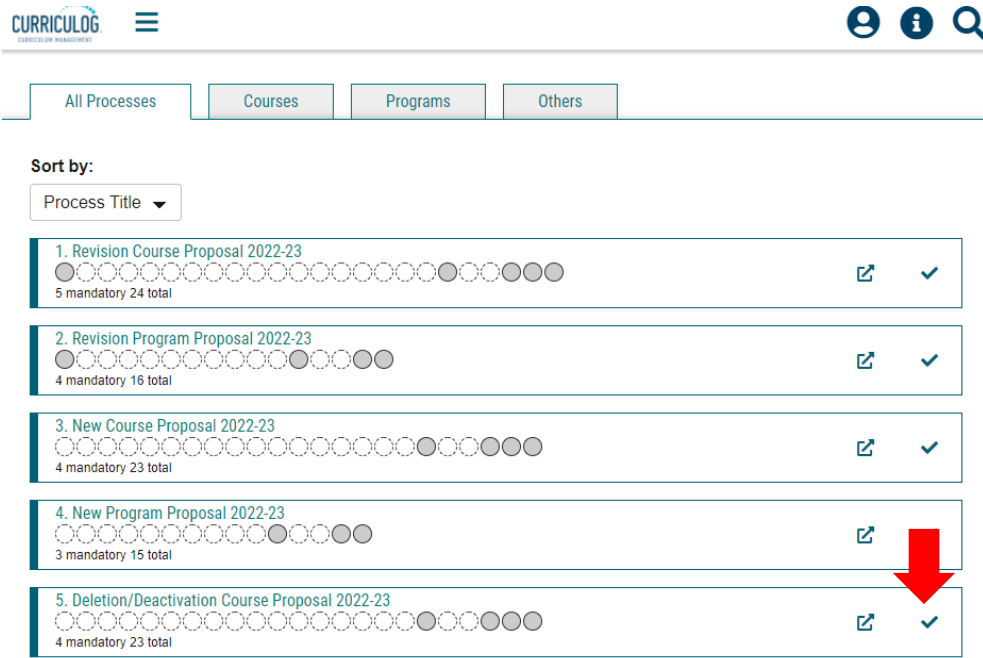 CURRICULOG
CURRICULUM MANAGEMENT
All Processes
Courses
Programs
Others
Sort by:
Process Title
1. Revision Course Proposal 2022-23
5 mandatory 24 total
2. Revision Program Proposal 2022-23
4 mandatory 16 total
3. New Course Proposal 2022-23
4 mandatory 23 total
4. New Program Proposal 2022-23
3 mandatory 15 total
5. Deletion/Deactivation Course Proposal 2022-23
4 mandatory 23 total